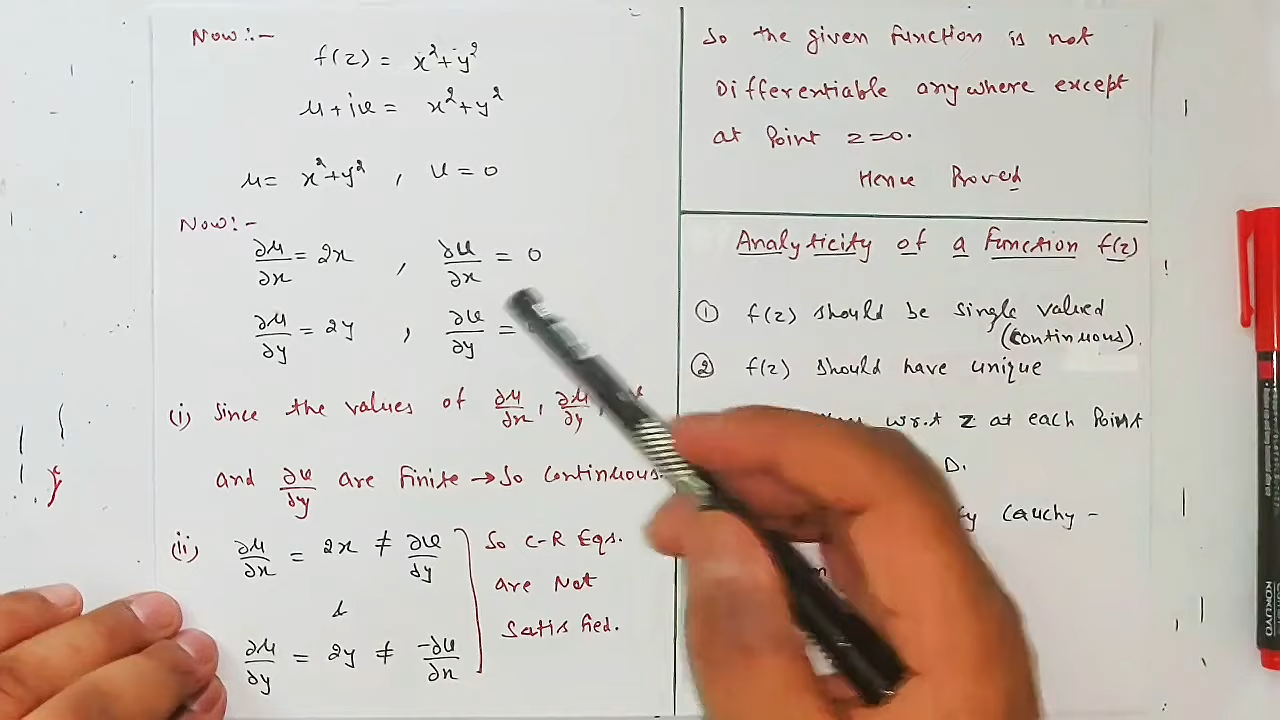 Now:-
f(z) = x²+y²
u+iv = x²+y²
u= x²+y² , v=0
Now:-
∂u/∂x = 2x , ∂v/∂x = 0
∂u/∂y = 2y , ∂v/∂y =
(i) Since the values of ∂u/∂x, ∂u/∂y,
and ∂v/∂y are Finite → So Continuous.
(ii) ∂u/∂x = 2x ≠ ∂v/∂y
&
∂u/∂y = 2y ≠ -∂v/∂x
So C-R Eqs.
are Not
Satisfied.
So the given function is not
Differentiable anywhere except
at Point z=0.
Hence Proved
Analyticity of a Function f(z)
① f(z) should be single valued
(Continuous).
② f(z) should have unique
w.r.t z at each Point
D.
Cauchy-
KOKUYO